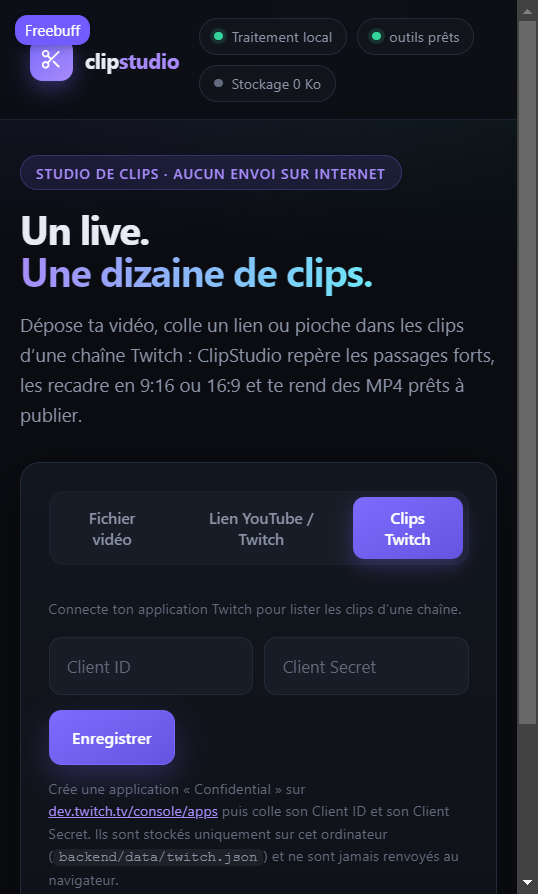 Freebuff
clipstudio
Traitement local
outils prêts
Stockage 0 Ko
STUDIO DE CLIPS · AUCUN ENVOI SUR INTERNET
Un live.
Une dizaine de clips.
Dépose ta vidéo, colle un lien ou pioche dans les clips
d’une chaîne Twitch : ClipStudio repère les passages forts,
les recadre en 9:16 ou 16:9 et te rend des MP4 prêts à
publier.
Fichier
vidéo
Lien YouTube /
Twitch
Clips
Twitch
Connecte ton application Twitch pour lister les clips d’une chaîne.
Client ID
Client Secret
Enregistrer
Crée une application « Confidential » sur
dev.twitch.tv/console/apps puis colle son Client ID et son Client
Secret. Ils sont stockés uniquement sur cet ordinateur
(backend/data/twitch.json) et ne sont jamais renvoyés au
navigateur.